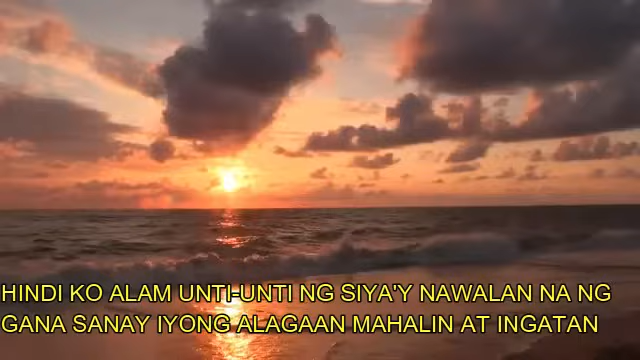 HINDI KO ALAM UNTI-UNTI NG SIYA'Y NAWALAN NA NG
GANA SANAY IYONG ALAGAAN MAHALIN AT INGATAN